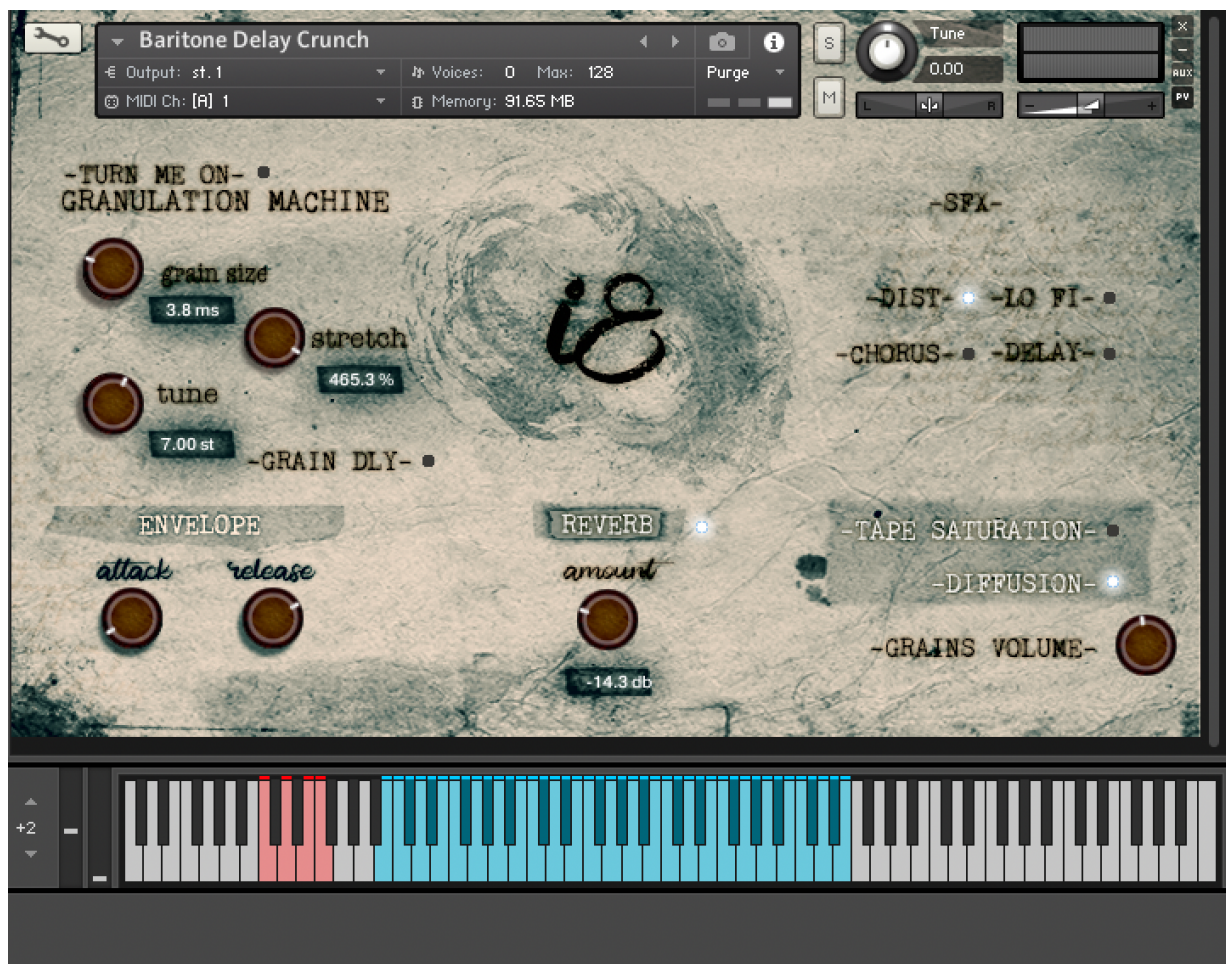 Baritone Delay Crunch
Output: st. 1
Voices: 0 Max: 128
Purge
MIDI Ch: [A] 1
Memory: 91.65 MB
S
M
Tune
0.00
L R
- +
x
-
AUX
PV
-TURN ME ON-
GRANULATION MACHINE
grain size
3.8 ms
stretch
465.3 %
tune
7.00 st
-GRAIN DLY-
iE
-SFX-
-DIST- -LO FI-
-CHORUS- -DELAY-
ENVELOPE
attack release
REVERB
amount
-14.3 db
-TAPE SATURATION-
-DIFFUSION-
-GRAINS VOLUME-
+2